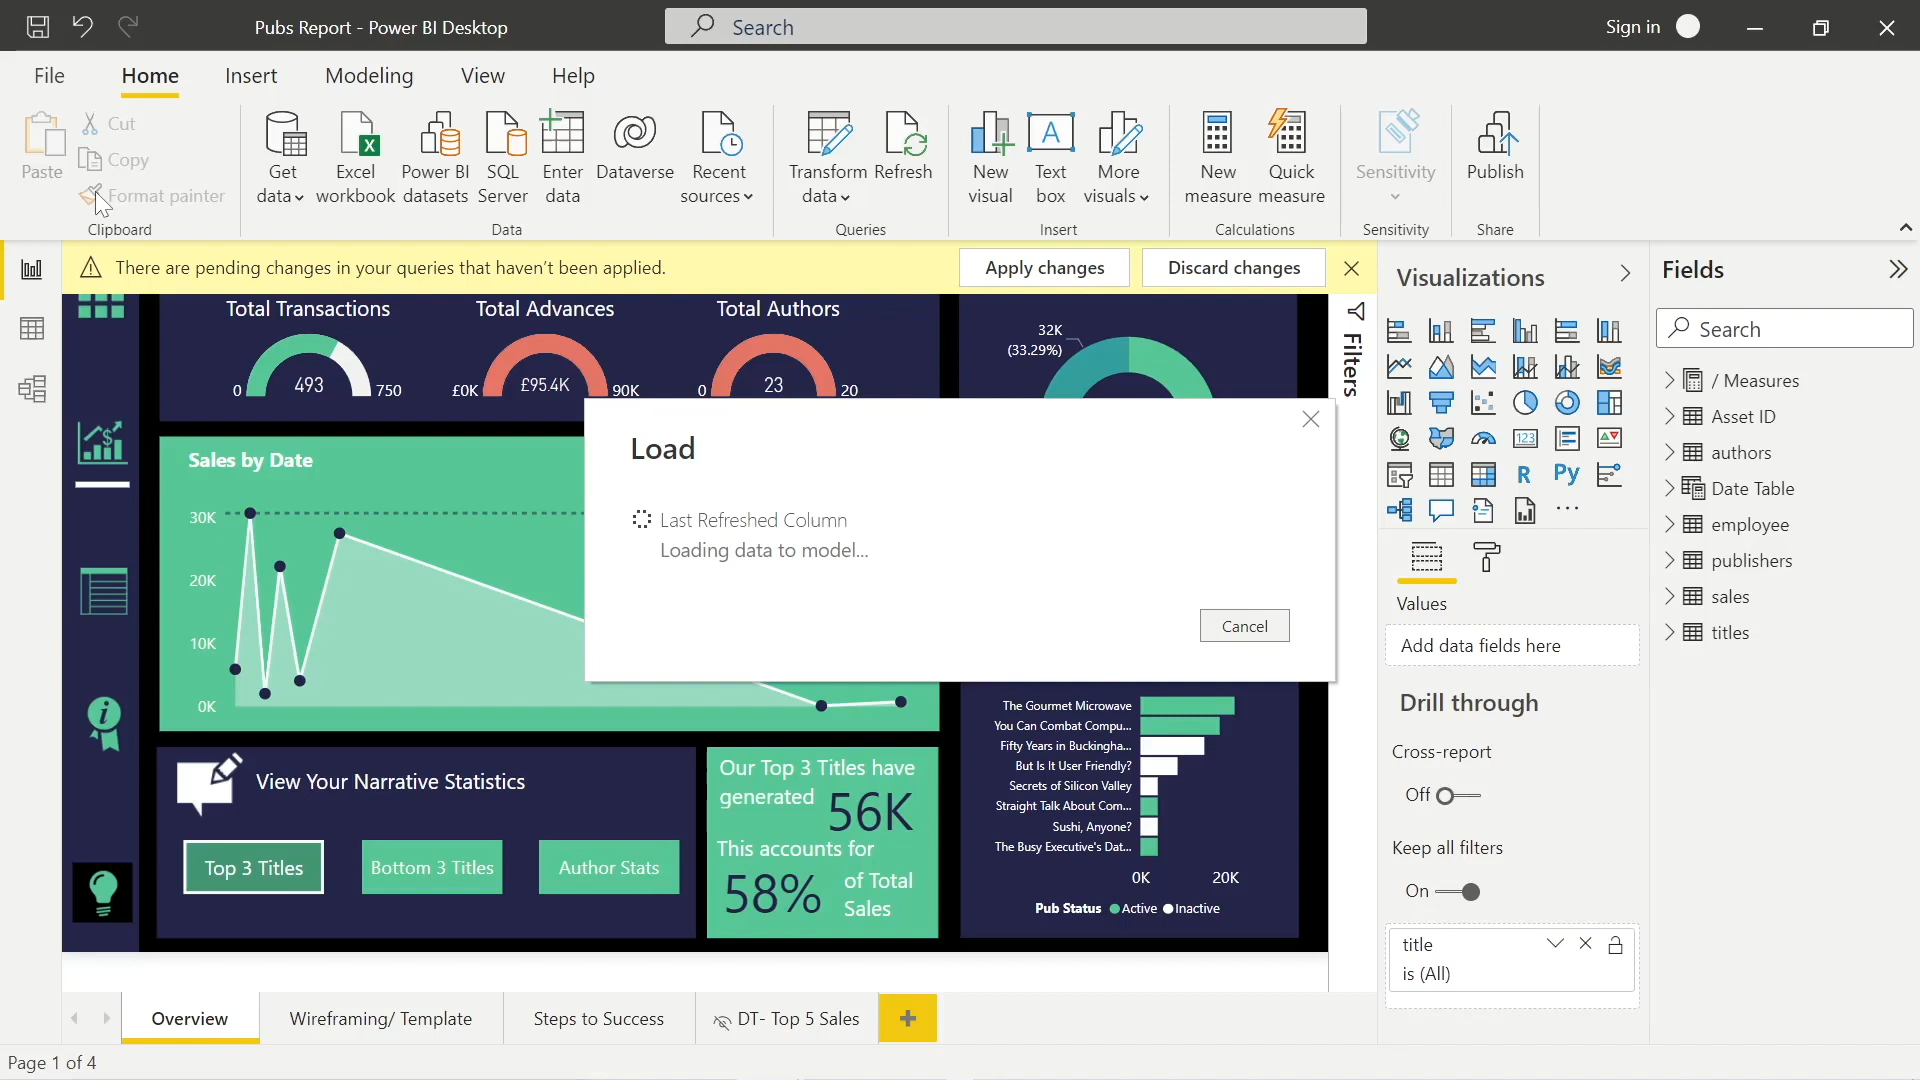 Pubs Report - Power BI Desktop
Search
Sign in
File
Home
Insert
Modeling
View
Help
Paste
Cut
Copy
Format painter
Clipboard
Get data
Excel workbook
Power BI datasets
SQL Server
Enter data
Dataverse
Recent sources
Data
Transform data
Refresh
Queries
New visual
Text box
More visuals
Insert
New measure
Quick measure
Calculations
Sensitivity
Sensitivity
Publish
Share
There are pending changes in your queries that haven't been applied.
Apply changes
Discard changes
Total Transactions
0
493
750
Total Advances
£0K
£95.4K
90K
Total Authors
0
23
20
32K
(33.29%)
Filters
Sales by Date
30K
20K
10K
0K
Load
Last Refreshed Column
Loading data to model...
Cancel
View Your Narrative Statistics
Top 3 Titles
Bottom 3 Titles
Author Stats
Our Top 3 Titles have
generated 56K
This accounts for
58% of Total
Sales
The Gourmet Microwave
You Can Combat Compu...
Fifty Years in Buckingha...
But Is It User Friendly?
Secrets of Silicon Valley
Straight Talk About Com...
Sushi, Anyone?
The Busy Executive's Dat...
0K
20K
Pub Status Active Inactive
Visualizations
123
R
Py
Values
Add data fields here
Drill through
Cross-report
Off
Keep all filters
On
title
is (All)
Fields
Search
/ Measures
Asset ID
authors
Date Table
employee
publishers
sales
titles
Overview
Wireframing/ Template
Steps to Success
DT- Top 5 Sales
Page 1 of 4